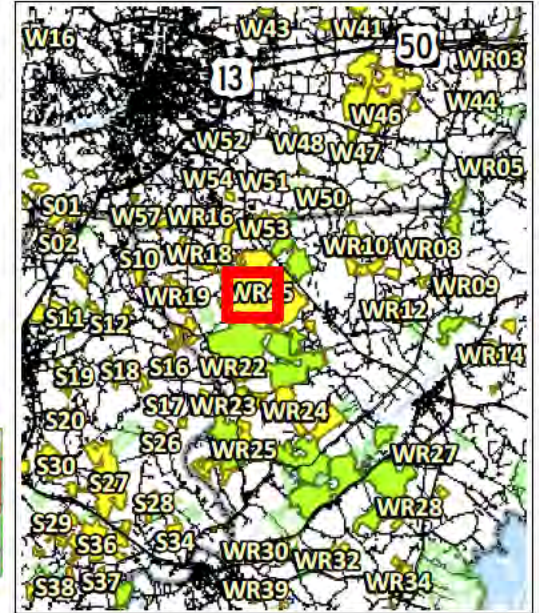 W16 W43 W41
50
13 WR03
W46 W44
W52 W48 W47
WR05
W54 W51
S01 W57 WR16 W50
S02 W53
S10 WR18 WR10 WR08
WR19 WR09
S11 S12 WR12
WR14
S19 S18 S16 WR22
S20 S17 WR23 WR24
S26
S30 WR25 WR27
S27
S28 WR28
S29
S36 S34 WR30 WR32
S38 S37 WR39 WR34